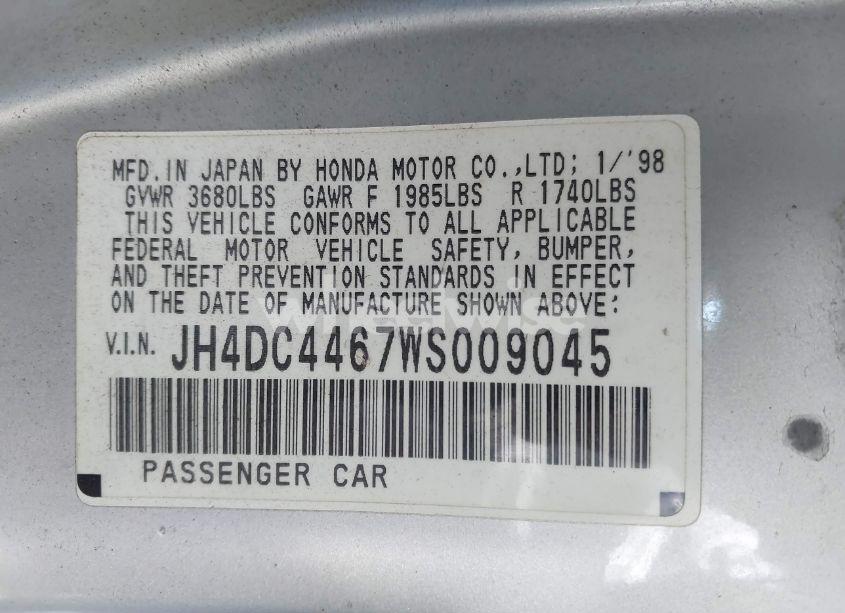 MFD.IN JAPAN BY HONDA MOTOR CO.,LTD; 1/'98
GVWR 3680LBS GAWR F 1985LBS R 1740LBS
THIS VEHICLE CONFORMS TO ALL APPLICABLE
FEDERAL MOTOR VEHICLE SAFETY, BUMPER,
AND THEFT PREVENTION STANDARDS IN EFFECT
ON THE DATE OF MANUFACTURE SHOWN ABOVE:
V.I.N. JH4DC4467WS009045
PASSENGER CAR